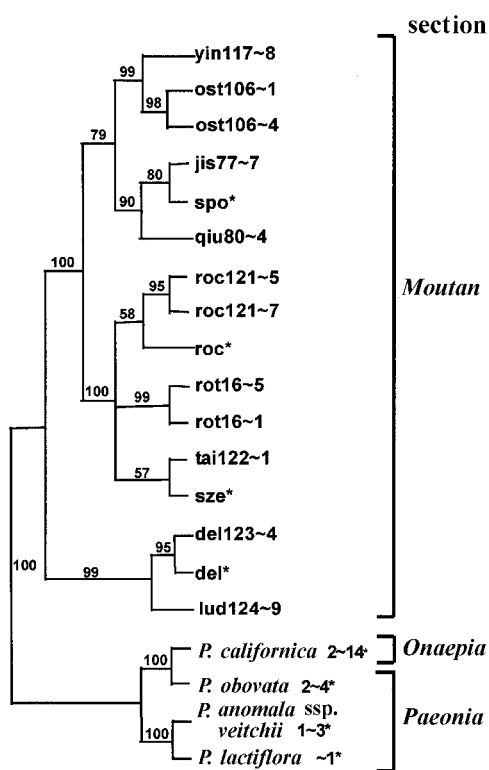 section
yin117~8
99
ost106~1
98
ost106~4
79
jis77~7
80
spo*
90
qiu80~4
100
roc121~5
95
Moutan
roc121~7
58
roc*
100
rot16~5
99
rot16~1
tai122~1
57
sze*
del123~4
95
100
del*
99
lud124~9
P. californica 2~14*
Onaepia
100
P. obovata 2~4*
P. anomala ssp.
veitchii 1~3*
Paeonia
100
P. lactiflora ~1*